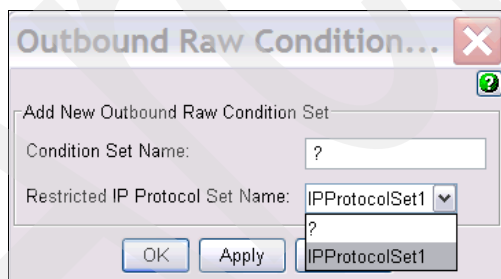 Outbound Raw Condition...
Add New Outbound Raw Condition Set
Condition Set Name: ?
Restricted IP Protocol Set Name: IPProtocolSet1
?
IPProtocolSet1
OK Apply